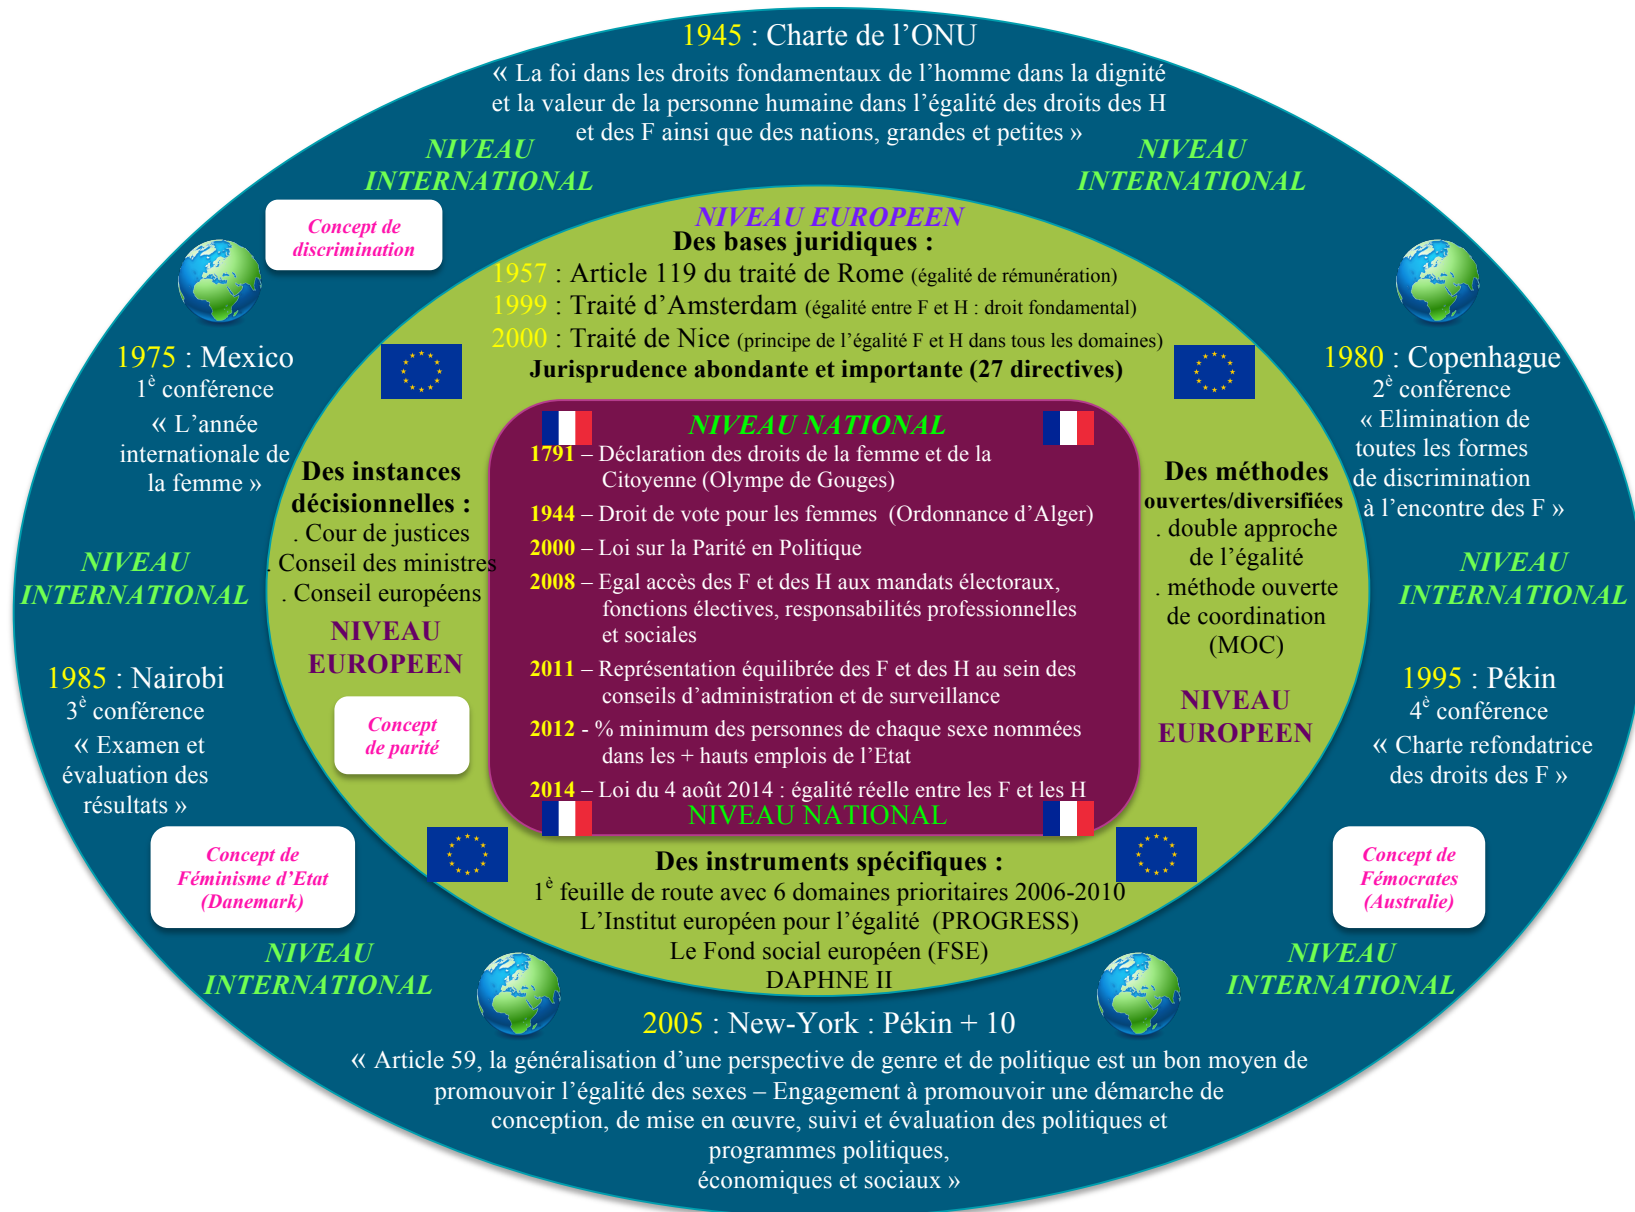 1945 : Charte de l’ONU
« La foi dans les droits fondamentaux de l’homme dans la dignité
et la valeur de la personne humaine dans l’égalité des droits des H
et des F ainsi que des nations, grandes et petites »
NIVEAU
INTERNATIONAL
NIVEAU
INTERNATIONAL
Concept de
discrimination
1975 : Mexico
1è conférence
« L’année
internationale de
la femme »
NIVEAU
INTERNATIONAL
1985 : Nairobi
3è conférence
« Examen et
évaluation des
résultats »
Concept de
Féminisme d’Etat
(Danemark)
NIVEAU
INTERNATIONAL
NIVEAU EUROPEEN
Des bases juridiques :
1957 : Article 119 du traité de Rome (égalité de rémunération)
1999 : Traité d’Amsterdam (égalité entre F et H : droit fondamental)
2000 : Traité de Nice (principe de l’égalité F et H dans tous les domaines)
Jurisprudence abondante et importante (27 directives)
Des instances
décisionnelles :
. Cour de justices
. Conseil des ministres
. Conseil européens
NIVEAU
EUROPEEN
Concept
de parité
NIVEAU NATIONAL
1791 – Déclaration des droits de la femme et de la
Citoyenne (Olympe de Gouges)
1944 – Droit de vote pour les femmes (Ordonnance d’Alger)
2000 – Loi sur la Parité en Politique
2008 – Egal accès des F et des H aux mandats électoraux,
fonctions électives, responsabilités professionnelles
et sociales
2011 – Représentation équilibrée des F et des H au sein des
conseils d’administration et de surveillance
2012 - % minimum des personnes de chaque sexe nommées
dans les + hauts emplois de l’Etat
2014 – Loi du 4 août 2014 : égalité réelle entre les F et les H
NIVEAU NATIONAL
Des méthodes
ouvertes/diversifiées
. double approche
de l’égalité
. méthode ouverte
de coordination
(MOC)
NIVEAU
EUROPEEN
Des instruments spécifiques :
1è feuille de route avec 6 domaines prioritaires 2006-2010
L’Institut européen pour l’égalité (PROGRESS)
Le Fond social européen (FSE)
DAPHNE II
1980 : Copenhague
2è conférence
« Elimination de
toutes les formes
de discrimination
à l’encontre des F »
NIVEAU
INTERNATIONAL
1995 : Pékin
4è conférence
« Charte refondatrice
des droits des F »
Concept de
Fémocrates
(Australie)
NIVEAU
INTERNATIONAL
2005 : New-York : Pékin + 10
« Article 59, la généralisation d’une perspective de genre et de politique est un bon moyen de
promouvoir l’égalité des sexes – Engagement à promouvoir une démarche de
conception, de mise en œuvre, suivi et évaluation des politiques et
programmes politiques,
économiques et sociaux »